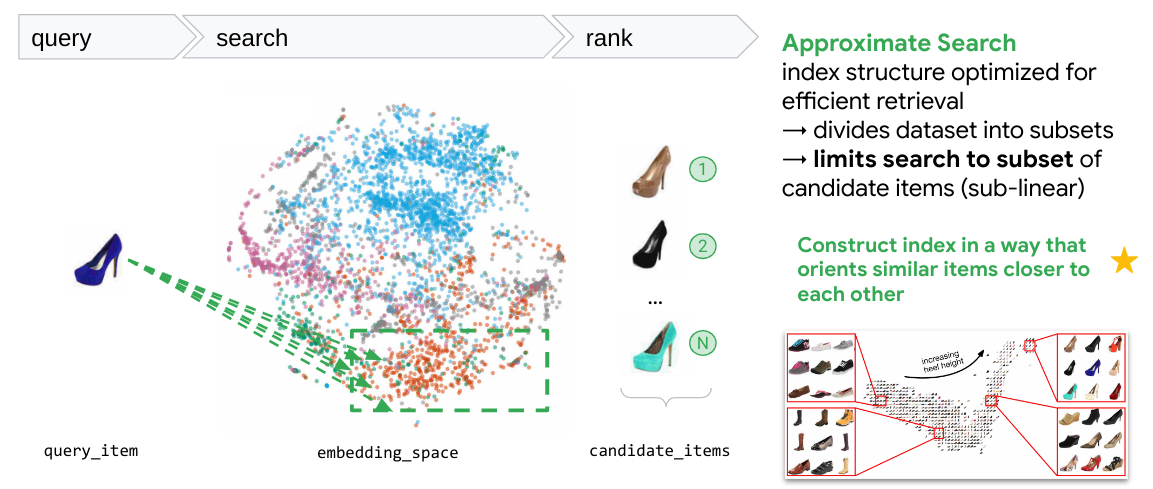 query
search
rank
Approximate Search
index structure optimized for
efficient retrieval
→ divides dataset into subsets
→ limits search to subset of
candidate items (sub-linear)
1
2
...
N
Construct index in a way that
orients similar items closer to
each other
increasing
heel height
query_item
embedding_space
candidate_items